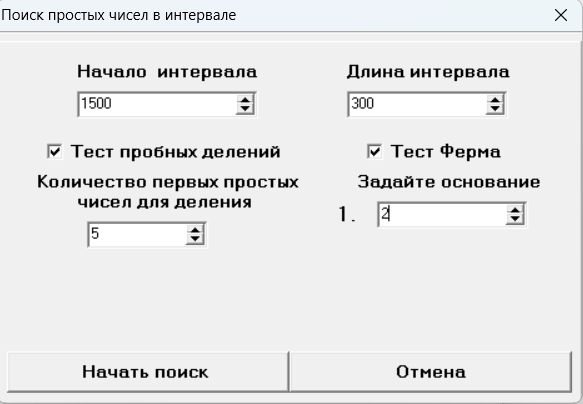 Поиск простых чисел в интервале
Начало интервала
Длина интервала
1500
300
Тест пробных делений
Тест Ферма
Количество первых простых
чисел для деления
Задайте основание
1.
2
5
Начать поиск
Отмена